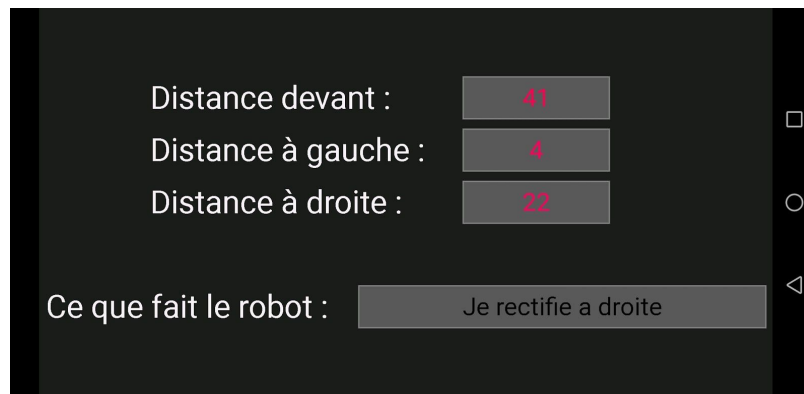 Distance devant : 41
Distance à gauche : 4
Distance à droite : 22
Ce que fait le robot : Je rectifie a droite